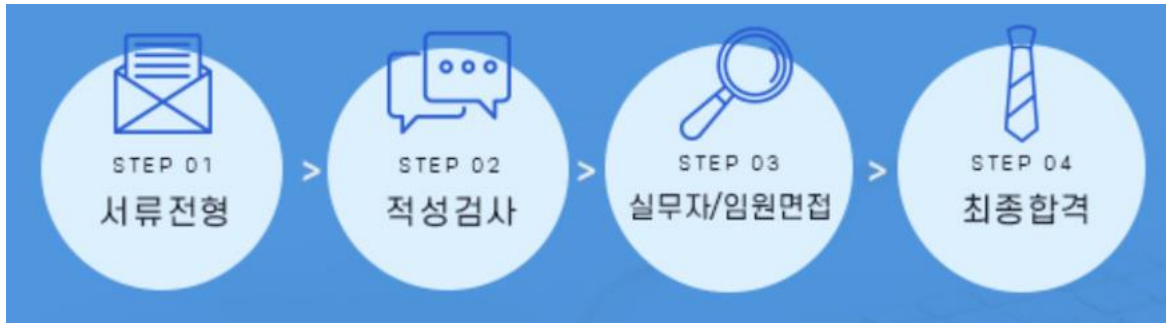 STEP 01
서류전형
>
STEP 02
적성검사
>
STEP 03
실무자/임원면접
>
STEP 04
최종합격